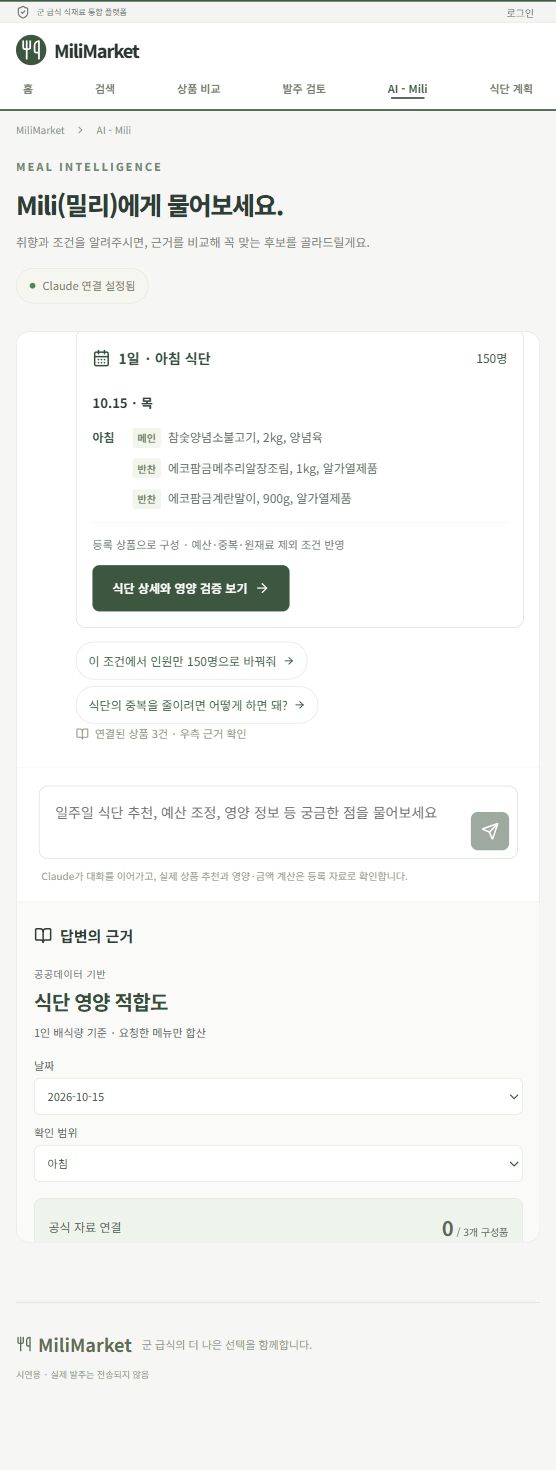 군 급식 식재료 통합 플랫폼
로그인
MiliMarket
홈
검색
상품 비교
발주 검토
AI - Mili
식단 계획
MiliMarket > AI - Mili
MEAL INTELLIGENCE
Mili(밀리)에게 물어보세요.
취향과 조건을 알려주시면, 근거를 비교해 꼭 맞는 후보를 골라드릴게요.
Claude 연결 설정됨
1일 · 아침 식단
150명
10.15 · 목
아침 메인 참숯양념소불고기, 2kg, 양념육
반찬 에코팜금메추리알장조림, 1kg, 알가열제품
반찬 에코팜금계란말이, 900g, 알가열제품
등록 상품으로 구성 · 예산·중복·원재료 제외 조건 반영
식단 상세와 영양 검증 보기 →
이 조건에서 인원만 150명으로 바꿔줘 →
식단의 중복을 줄이려면 어떻게 하면 돼? →
연결된 상품 3건 · 우측 근거 확인
일주일 식단 추천, 예산 조정, 영양 정보 등 궁금한 점을 물어보세요
Claude가 대화를 이어가고, 실제 상품 추천과 영양·금액 계산은 등록 자료로 확인합니다.
답변의 근거
공공데이터 기반
식단 영양 적합도
1인 배식량 기준 · 요청한 메뉴만 합산
날짜
2026-10-15
확인 범위
아침
공식 자료 연결
0 / 3개 구성품
MiliMarket 군 급식의 더 나은 선택을 함께합니다.
시연용 · 실제 발주는 전송되지 않음